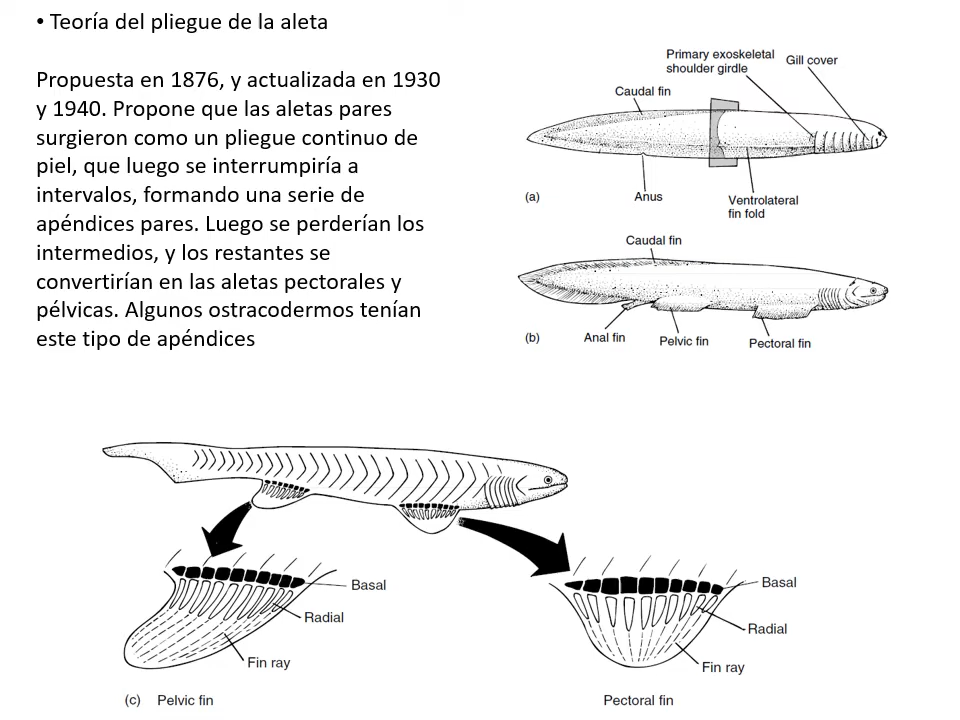 • Teoría del pliegue de la aleta
Propuesta en 1876, y actualizada en 1930
y 1940. Propone que las aletas pares
surgieron como un pliegue continuo de
piel, que luego se interrumpiría a
intervalos, formando una serie de
apéndices pares. Luego se perderían los
intermedios, y los restantes se
convertirían en las aletas pectorales y
pélvicas. Algunos ostracodermos tenían
este tipo de apéndices
Primary exoskeletal
shoulder girdle
Gill cover
Caudal fin
(a)
Anus
Ventrolateral
fin fold
Caudal fin
(b)
Anal fin
Pelvic fin
Pectoral fin
Basal
Radial
Fin ray
Basal
Radial
Fin ray
(c) Pelvic fin
Pectoral fin